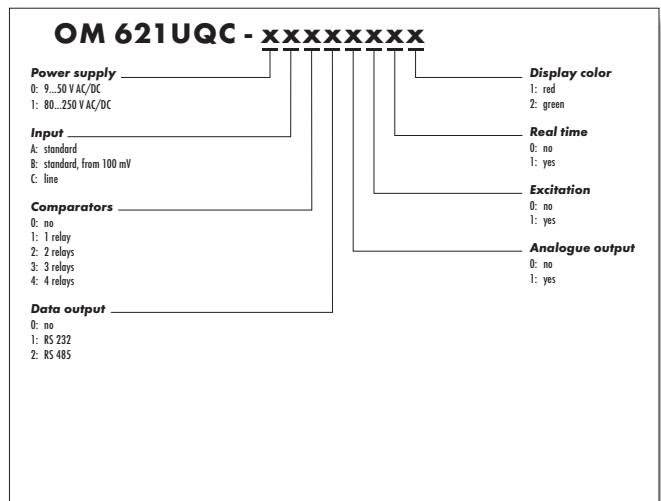 OM 621UQC - xxxxxxxx
Power supply
0: 9...50 V AC/DC
1: 80...250 V AC/DC
Input
A: standard
B: standard, from 100 mV
C: line
Comparators
0: no
1: 1 relay
2: 2 relays
3: 3 relays
4: 4 relays
Data output
0: no
1: RS 232
2: RS 485
Display color
1: red
2: green
Real time
0: no
1: yes
Excitation
0: no
1: yes
Analogue output
0: no
1: yes